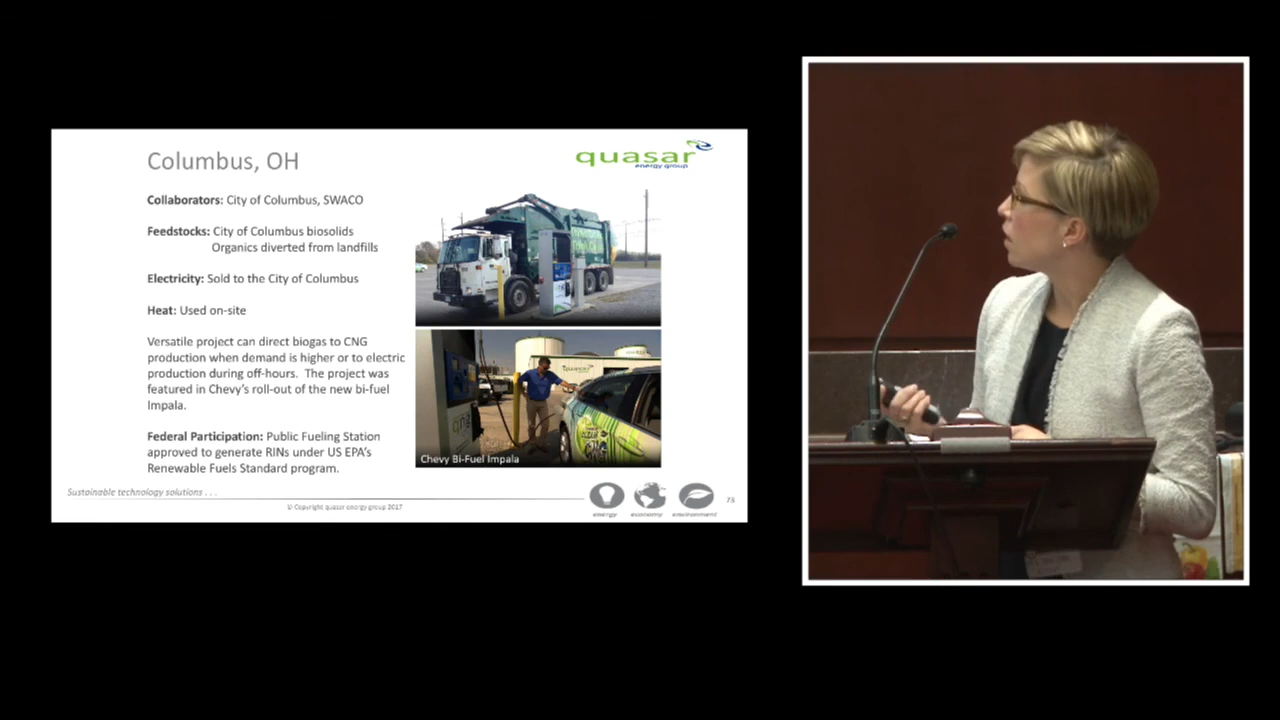 Columbus, OH
quasar
energy group
Collaborators: City of Columbus, SWACO
Feedstocks: City of Columbus biosolids
Organics diverted from landfills
Electricity: Sold to the City of Columbus
Heat: Used on-site
Versatile project can direct biogas to CNG
production when demand is higher or to electric
production during off-hours. The project was
featured in Chevy's roll-out of the new bi-fuel
Impala.
Federal Participation: Public Fueling Station
approved to generate RINs under US EPA's
Renewable Fuels Standard program.
quasar
Chevy Bi-Fuel Impala
Sustainable technology solutions . . .
© Copyright quasar energy group 2017
energy economy environment
73